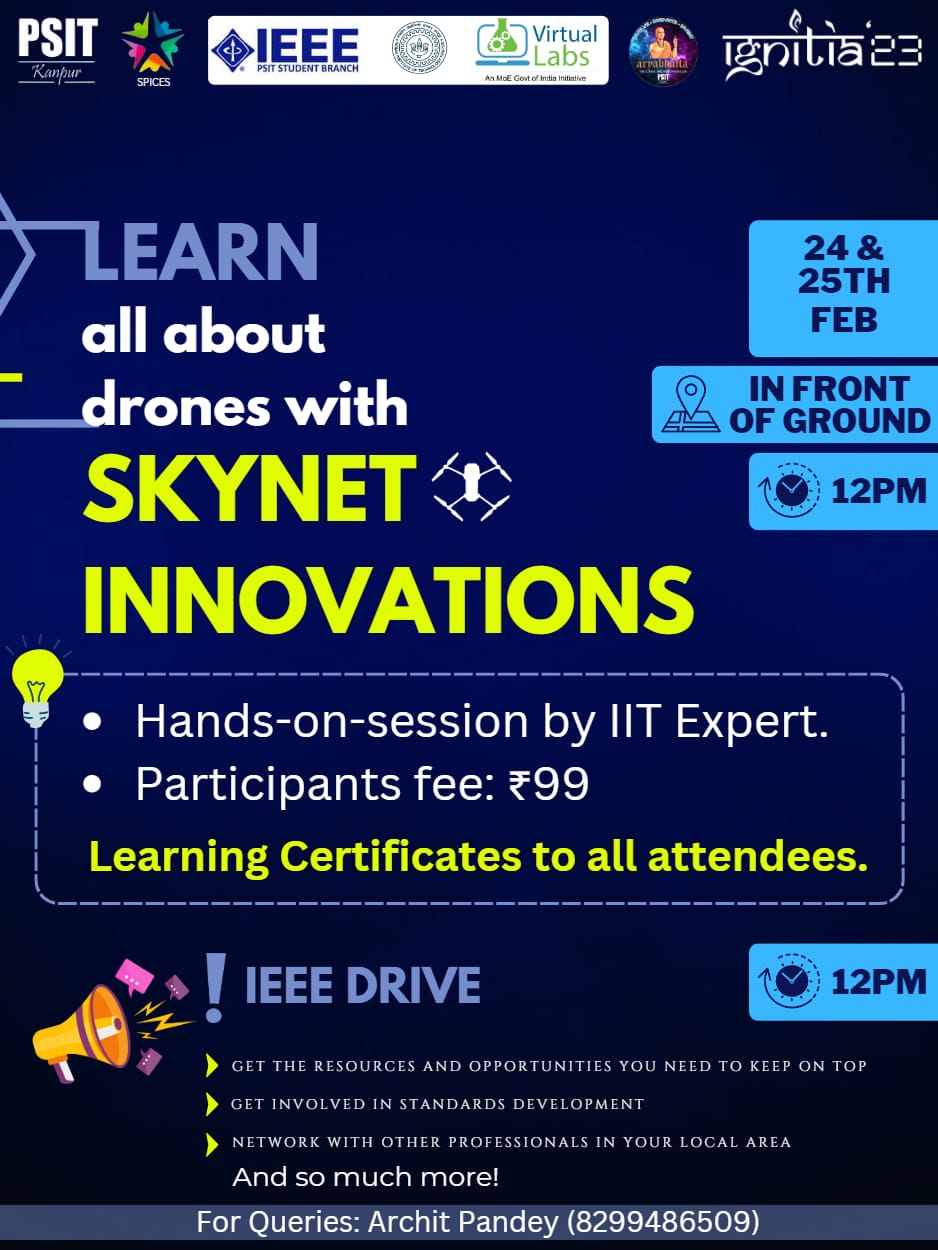 PSIT
Kanpur
SPICES
IEEE
PSIT STUDENT BRANCH
Virtual
Labs
An MoE Govt of India Initiative
aryabhatta
PSIT
ignitia'23
LEARN
all about
drones with
SKYNET
INNOVATIONS
24 &
25TH
FEB
IN FRONT
OF GROUND
12PM
• Hands-on-session by IIT Expert.
• Participants fee: ₹99
Learning Certificates to all attendees.
! IEEE DRIVE
12PM
GET THE RESOURCES AND OPPORTUNITIES YOU NEED TO KEEP ON TOP
GET INVOLVED IN STANDARDS DEVELOPMENT
NETWORK WITH OTHER PROFESSIONALS IN YOUR LOCAL AREA
And so much more!
For Queries: Archit Pandey (8299486509)